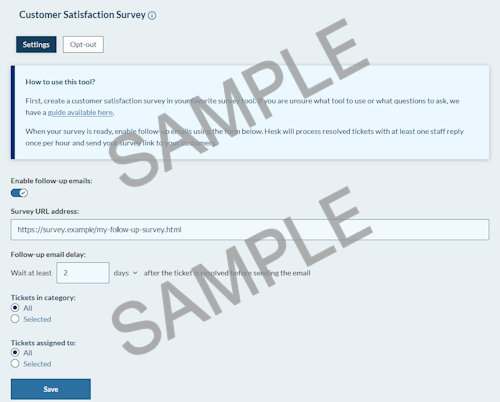 Customer Satisfaction Survey
Settings
Opt-out
How to use this tool?
First, create a customer satisfaction survey in your favorite survey tool. If you are unsure what tool to use or what questions to ask, we
have a guide available here.
When your survey is ready, enable follow-up emails using the form below. Hesk will process resolved tickets with at least one staff reply
once per hour and send your survey link to your customers.
Enable follow-up emails:
Survey URL address:
https://survey.example/my-follow-up-survey.html
Follow-up email delay:
Wait at least 2 days after the ticket is resolved before sending the email
Tickets in category:
All
Selected
Tickets assigned to:
All
Selected
Save
SAMPLE
SAMPLE